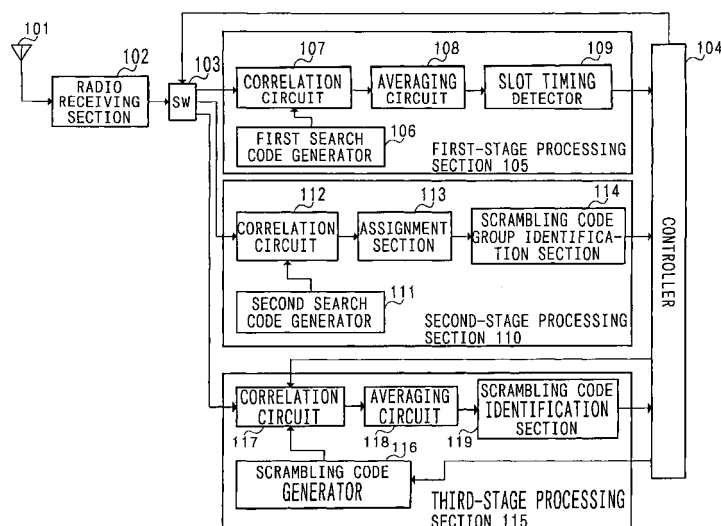 101
102
RADIO
RECEIVING
SECTION
103
SW
104
CONTROLLER
107
CORRELATION
CIRCUIT
108
AVERAGING
CIRCUIT
109
SLOT TIMING
DETECTOR
FIRST SEARCH
CODE GENERATOR
106
FIRST-STAGE PROCESSING
SECTION 105
112
CORRELATION
CIRCUIT
113
ASSIGNMENT
SECTION
114
SCRAMBLING CODE
GROUP IDENTIFICA-
TION SECTION
SECOND SEARCH
CODE GENERATOR
111
SECOND-STAGE PROCESSING
SECTION 110
CORRELATION
CIRCUIT
117
AVERAGING
CIRCUIT
118
SCRAMBLING CODE
IDENTIFICATION
SECTION
119
116
SCRAMBLING CODE
GENERATOR
THIRD-STAGE PROCESSING
SECTION 115